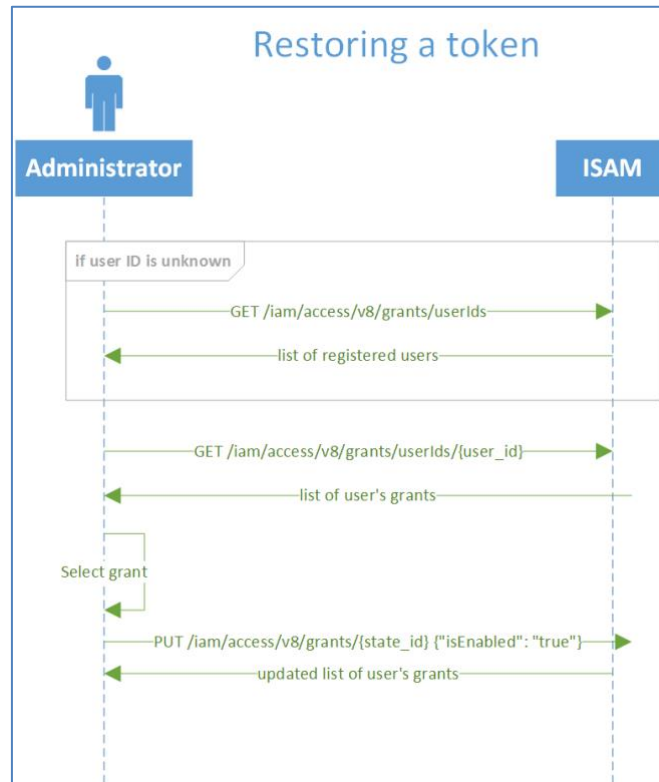 Restoring a token
Administrator
ISAM
if user ID is unknown
GET /iam/access/v8/grants/userIds
list of registered users
GET /iam/access/v8/grants/userIds/{user_id}
list of user's grants
Select grant
PUT /iam/access/v8/grants/{state_id} {"isEnabled": "true"}
updated list of user's grants